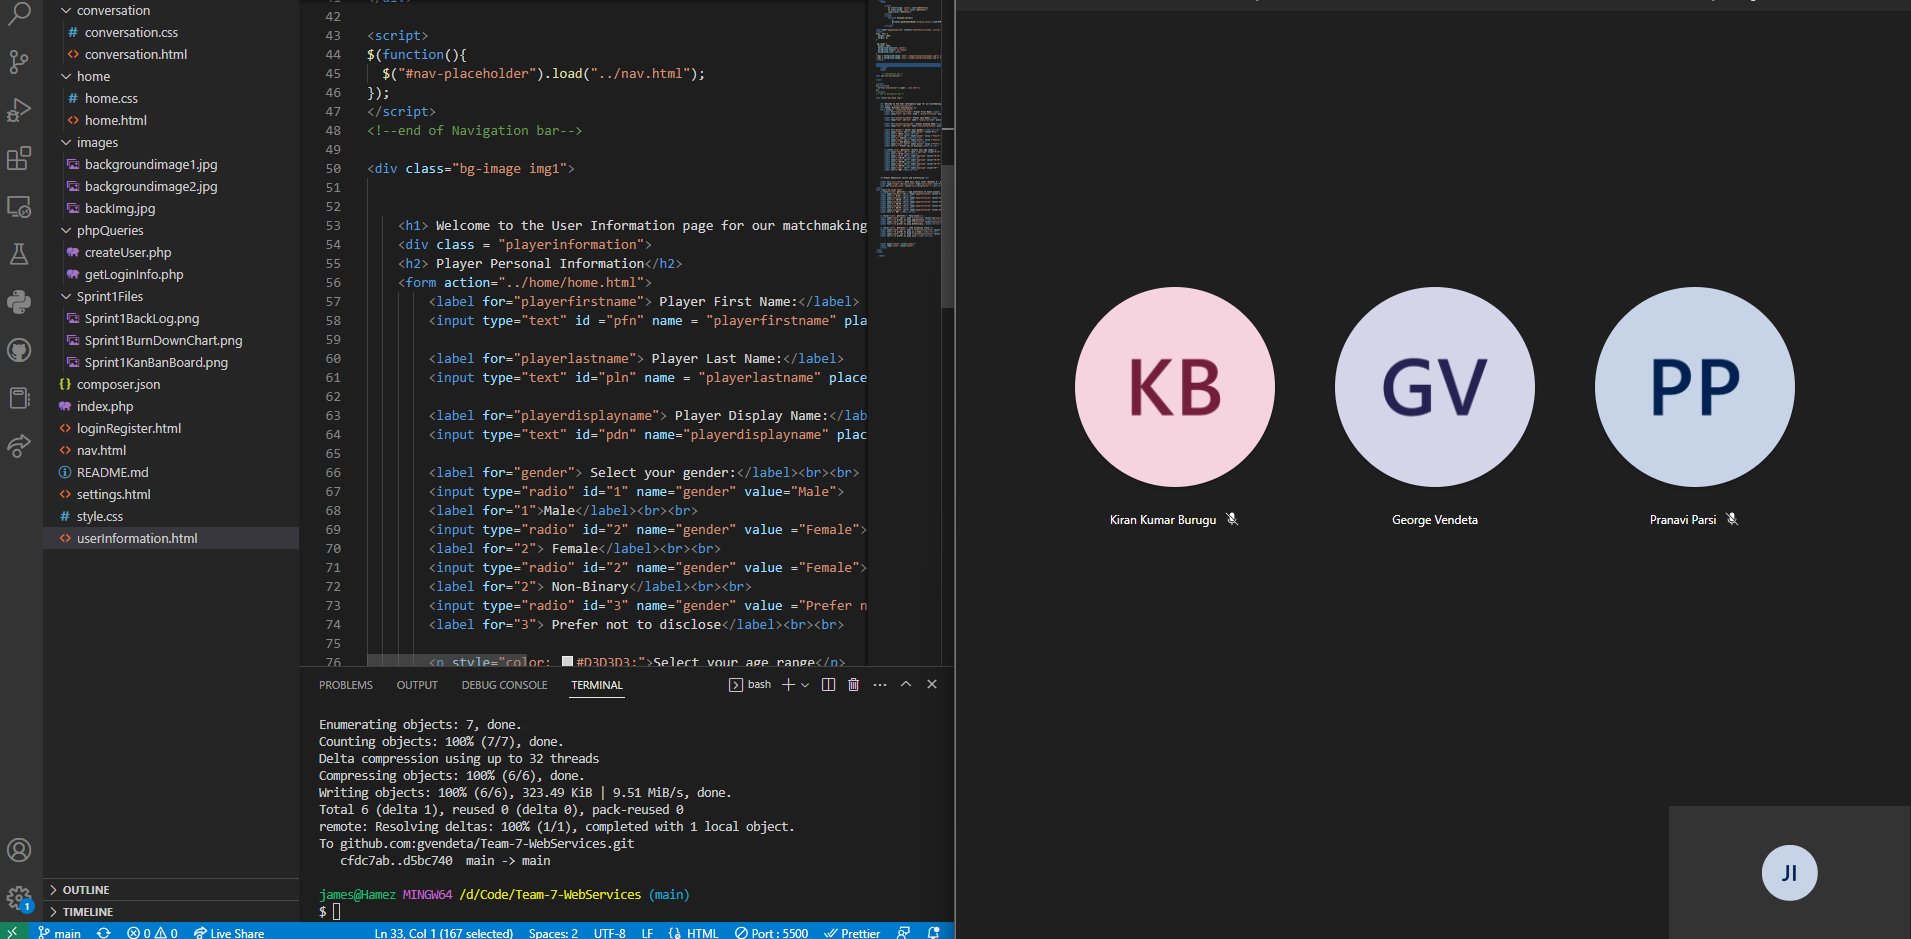 conversation
conversation.css
conversation.html
home
home.css
home.html
images
backgroundimage1.jpg
backgroundimage2.jpg
backImg.jpg
phpQueries
createUser.php
getLoginInfo.php
Sprint1Files
Sprint1BackLog.png
Sprint1BurnDownChart.png
Sprint1KanBanBoard.png
composer.json
index.php
loginRegister.html
nav.html
README.md
settings.html
style.css
userInformation.html
OUTLINE
TIMELINE
42
43 <script>
44 $(function(){
45 $("#nav-placeholder").load("../nav.html");
46 });
47 </script>
48 <!--end of Navigation bar-->
49
50 <div class="bg-image img1">
51
52
53 <h1> Welcome to the User Information page for our matchmaking
54 <div class = "playerinformation">
55 <h2> Player Personal Information</h2>
56 <form action="../home/home.html">
57 <label for="playerfirstname"> Player First Name:</label>
58 <input type="text" id ="pfn" name = "playerfirstname" pla
59
60 <label for="playerlastname"> Player Last Name:</label>
61 <input type="text" id="pln" name = "playerlastname" place
62
63 <label for="playerdisplayname"> Player Display Name:</lab
64 <input type="text" id="pdn" name="playerdisplayname" plac
65
66 <label for="gender"> Select your gender:</label><br><br>
67 <input type="radio" id="1" name="gender" value="Male">
68 <label for="1">Male</label><br><br>
69 <input type="radio" id="2" name="gender" value ="Female">
70 <label for="2"> Female</label><br><br>
71 <input type="radio" id="2" name="gender" value ="Female">
72 <label for="2"> Non-Binary</label><br><br>
73 <input type="radio" id="3" name="gender" value ="Prefer n
74 <label for="3"> Prefer not to disclose</label><br><br>
75
76 <p style="color: #D3D3D3;">Select your age range</p>
PROBLEMS OUTPUT DEBUG CONSOLE TERMINAL bash
Enumerating objects: 7, done.
Counting objects: 100% (7/7), done.
Delta compression using up to 32 threads
Compressing objects: 100% (6/6), done.
Writing objects: 100% (6/6), 323.49 KiB | 9.51 MiB/s, done.
Total 6 (delta 1), reused 0 (delta 0), pack-reused 0
remote: Resolving deltas: 100% (1/1), completed with 1 local object.
To github.com:gvendeta/Team-7-WebServices.git
cfdc7ab..d5bc740 main -> main
james@Hamez MINGW64 /d/Code/Team-7-WebServices (main)
$
1
main 0 0 Live Share Ln 33, Col 1 (167 selected) Spaces: 2 UTF-8 LF HTML Port : 5500 Prettier
KB GV PP
Kiran Kumar Burugu George Vendeta Pranavi Parsi
JI